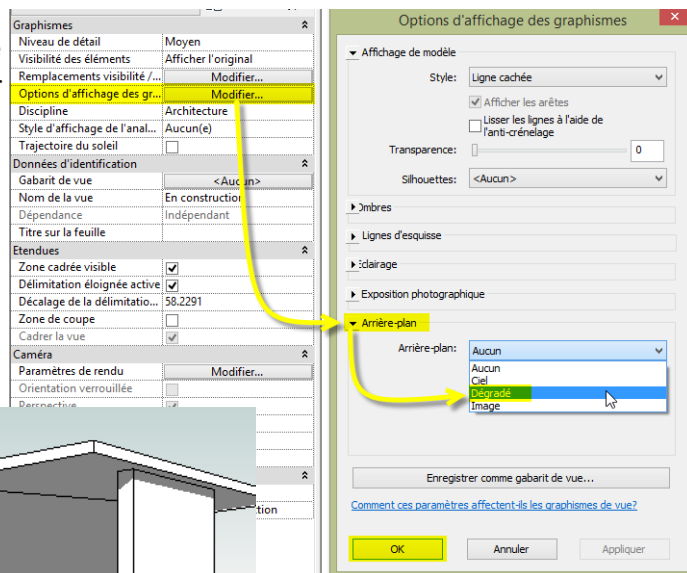 Graphismes
Niveau de détail Moyen
Visibilité des éléments Afficher l'original
Remplacements visibilité /... Modifier...
Options d'affichage des gr... Modifier...
Discipline Architecture
Style d'affichage de l'anal... Aucun(e)
Trajectoire du soleil
Données d'identification
Gabarit de vue <Aucun>
Nom de la vue En construction
Dépendance Indépendant
Titre sur la feuille
Etendues
Zone cadrée visible
Délimitation éloignée active
Décalage de la délimitatio... 58.2291
Zone de coupe
Cadrer la vue
Caméra
Paramètres de rendu Modifier...
Orientation verrouillée
Perspective
tion
Options d'affichage des graphismes
Affichage de modèle
Style: Ligne cachée
Afficher les arêtes
Lisser les lignes à l'aide de
l'anti-crénelage
Transparence: 0
Silhouettes: <Aucun>
Ombres
Lignes d'esquisse
Eclairage
Exposition photographique
Arrière-plan
Arrière-plan: Aucun
Aucun
Ciel
Dégradé
Image
Enregistrer comme gabarit de vue...
Comment ces paramètres affectent-ils les graphismes de vue?
OK Annuler Appliquer